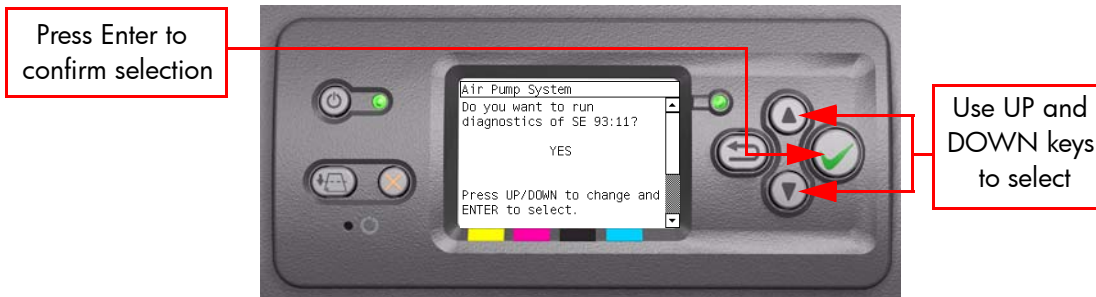 Press Enter to
confirm selection
Air Pump System
Do you want to run
diagnostics of SE 93:11?
YES
Press UP/DOWN to change and
ENTER to select.
Use UP and
DOWN keys
to select